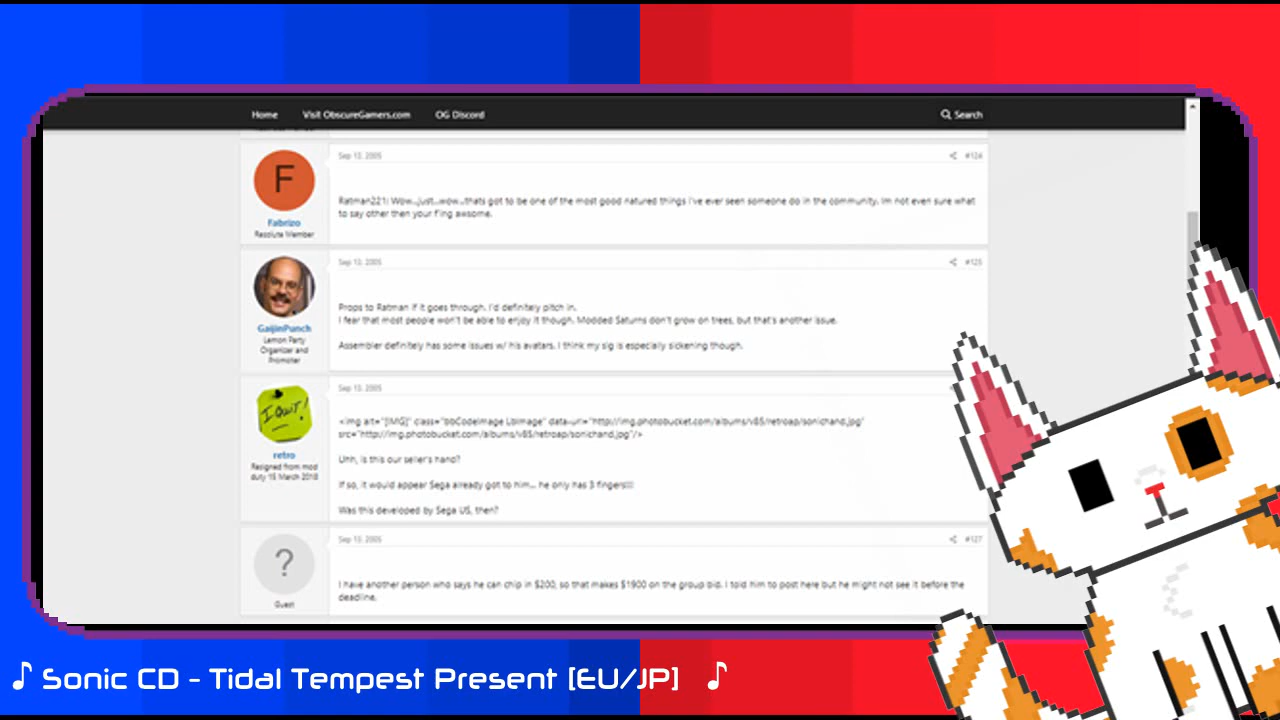 Home Visit ObscureGamers.com OG Discord Search
Sep 13, 2005 #124
F
Fabrizo
Resolute Member
Ratman221: Wow...just...wow...thats got to be one of the most good natured things i've ever seen someone do in the community. Im not even sure what
to say other then your f'ing awsome.
Sep 13, 2005 #125
GaijinPunch
Lemon Party
Organizer and
Promoter
Props to Ratman if it goes through. I'd definitely pitch in.
I fear that most people won't be able to enjoy it though. Modded Saturns don't grow on trees, but that's another issue.
Assembler definitely has some issues w/ his avatars. I think my sig is especially sickening though.
Sep 13, 2005
I QUIT!
retro
Resigned from mod
duty 15 March 2018
<img alt="[IMG]" class="bbCodeImage LbImage" data-url="http://img.photobucket.com/albums/v85/retroap/sonichand.jpg"
src="http://img.photobucket.com/albums/v85/retroap/sonichand.jpg"/>
Uhh, is this our seller's hand?
If so, it would appear Sega already got to him... he only has 3 fingers!!!
Was this developed by Sega US, then?
Sep 13, 2005 #127
?
Guest
I have another person who says he can chip in $200, so that makes $1900 on the group bid. I told him to post here but he might not see it before the
deadline.
♪ Sonic CD - Tidal Tempest Present [EU/JP] ♪